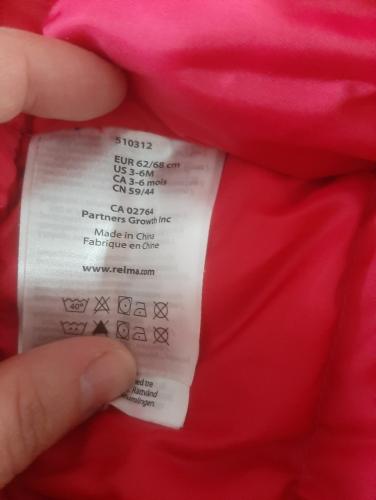 510312
EUR 62/68 cm
US 3-6M
CA 3-6 mois
CN 59/44
CA 02764
Partners Growth Inc
Made in China
Fabrique en Chine
www.reima.com
40°